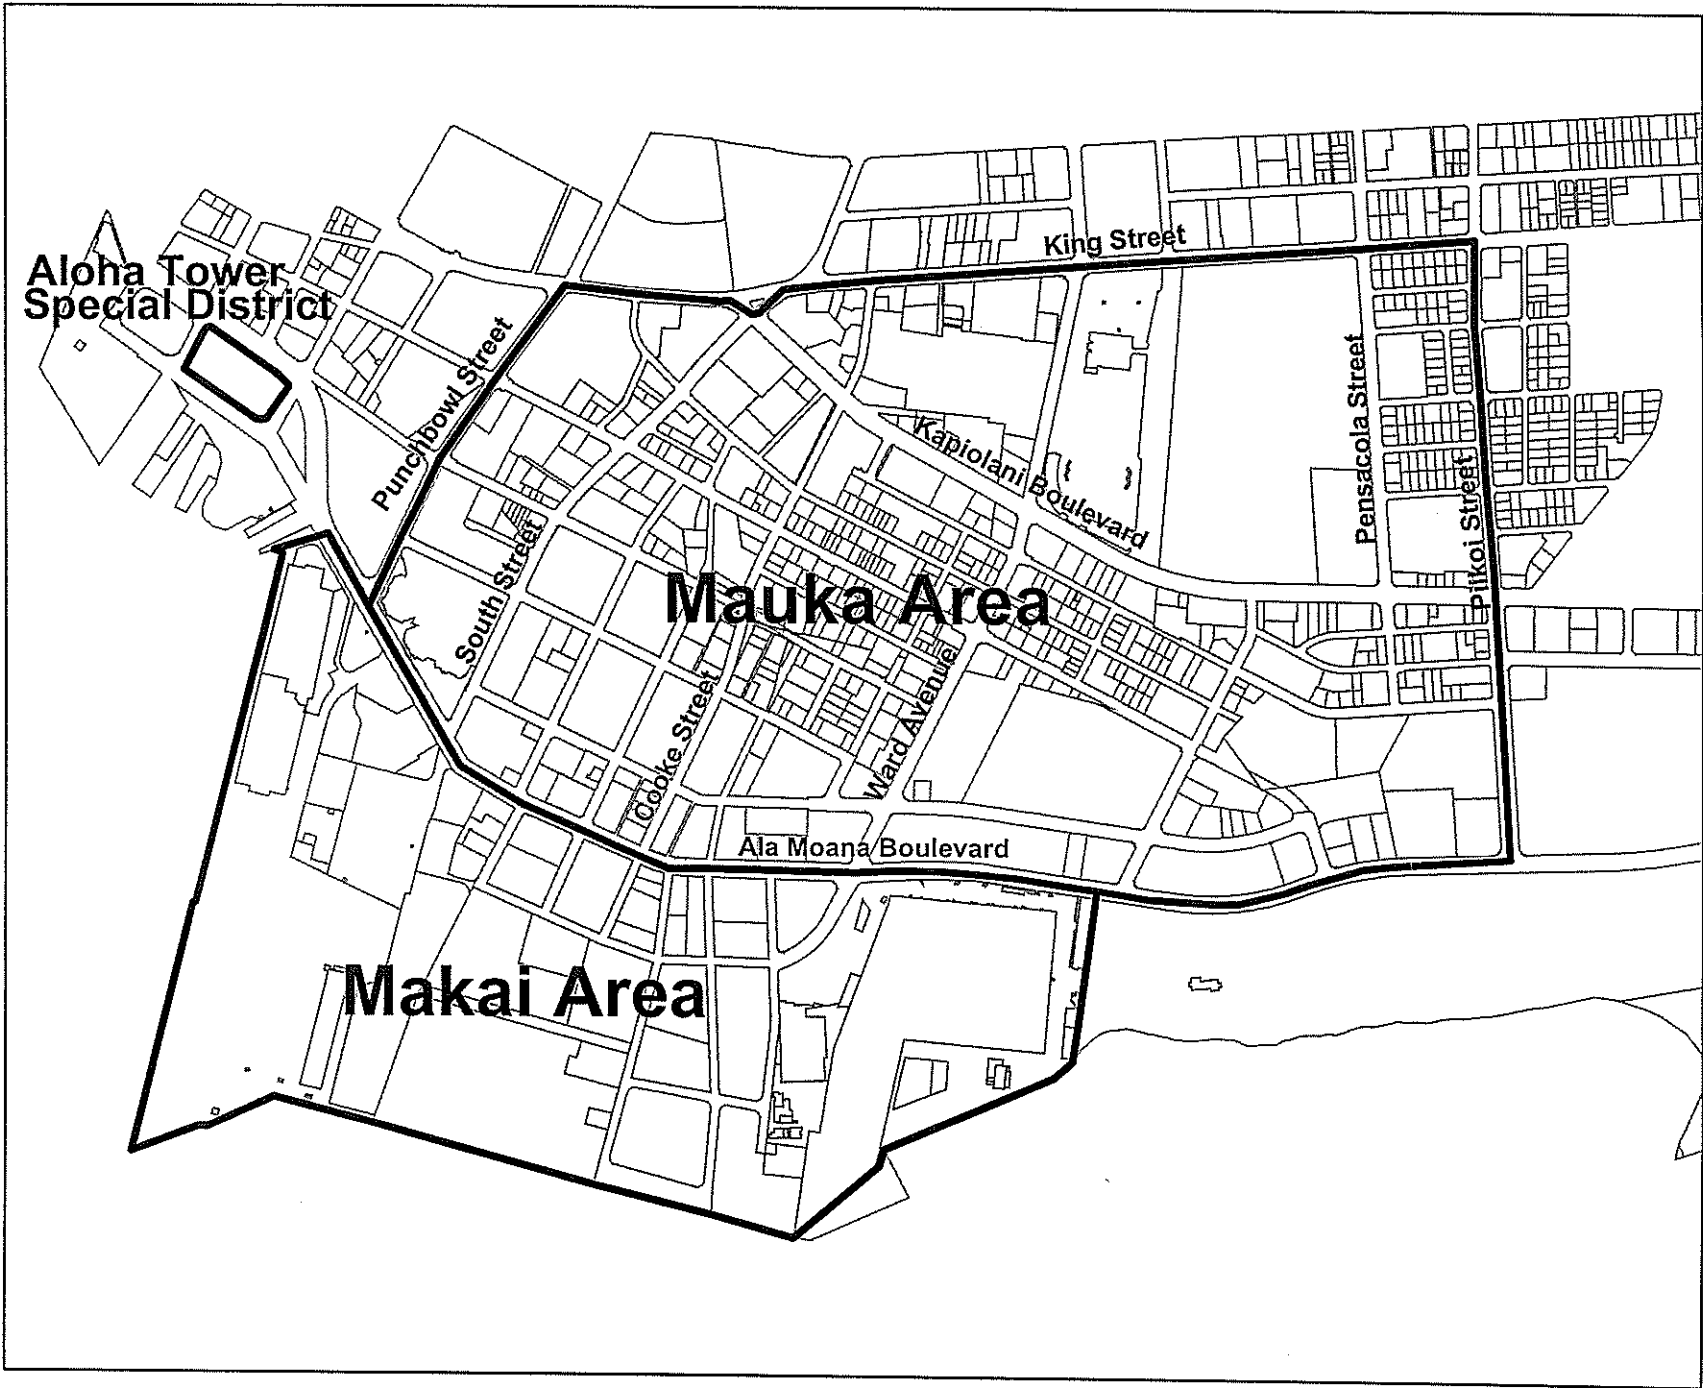 King Street
Aloha Tower
Special District
Punchbowl Street
Pensacola Street
Kapiolani Boulevard
Piikoi Street
South Street
Mauka Area
Ward Avenue
Cooke Street
Ala Moana Boulevard
Makai Area